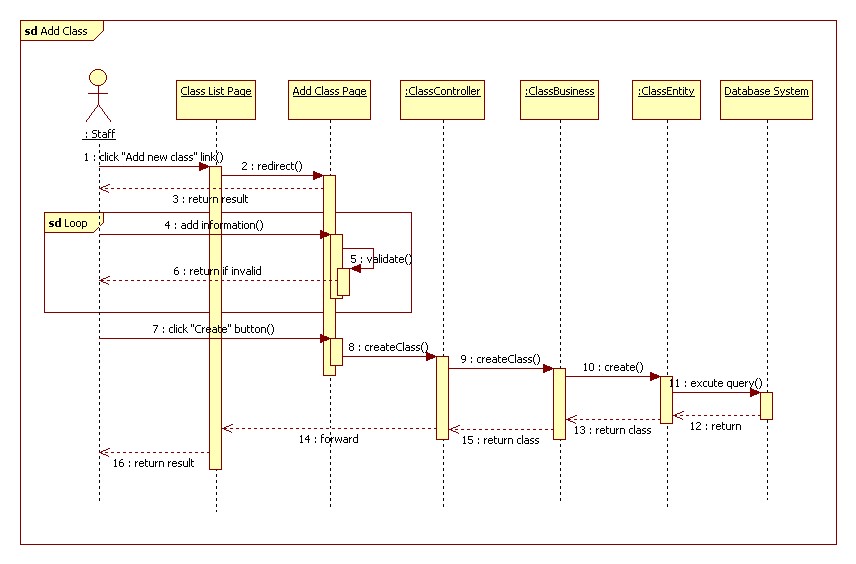 sd Add Class
Class List Page
Add Class Page
:ClassController
:ClassBusiness
:ClassEntity
Database System
: Staff
1 : click "Add new class" link()
2 : redirect()
3 : return result
sd Loop
4 : add information()
5 : validate()
6 : return if invalid
7 : click "Create" button()
8 : createClass()
9 : createClass()
10 : create()
11 : excute query()
12 : return
13 : return class
15 : return class
14 : forward
16 : return result